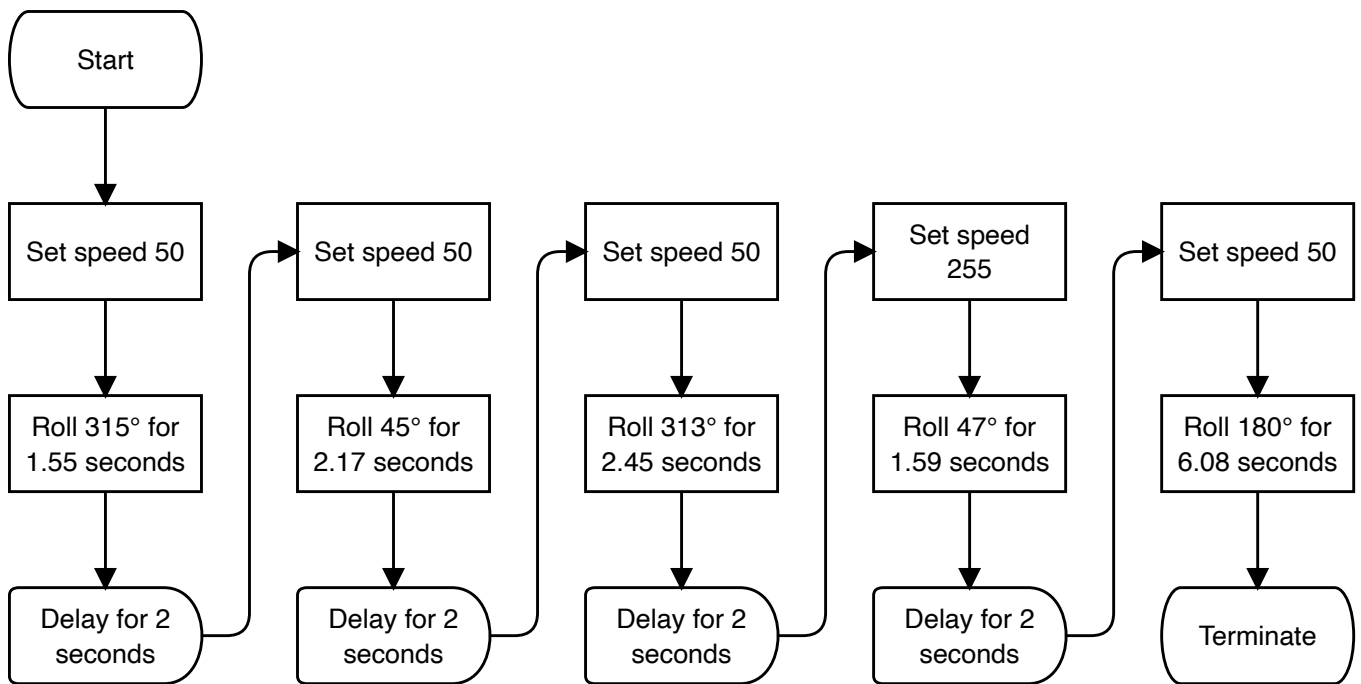 Start
Set speed 50
Roll 315° for
1.55 seconds
Delay for 2
seconds
Set speed 50
Roll 45° for
2.17 seconds
Delay for 2
seconds
Set speed 50
Roll 313° for
2.45 seconds
Delay for 2
seconds
Set speed
255
Roll 47° for
1.59 seconds
Delay for 2
seconds
Set speed 50
Roll 180° for
6.08 seconds
Terminate